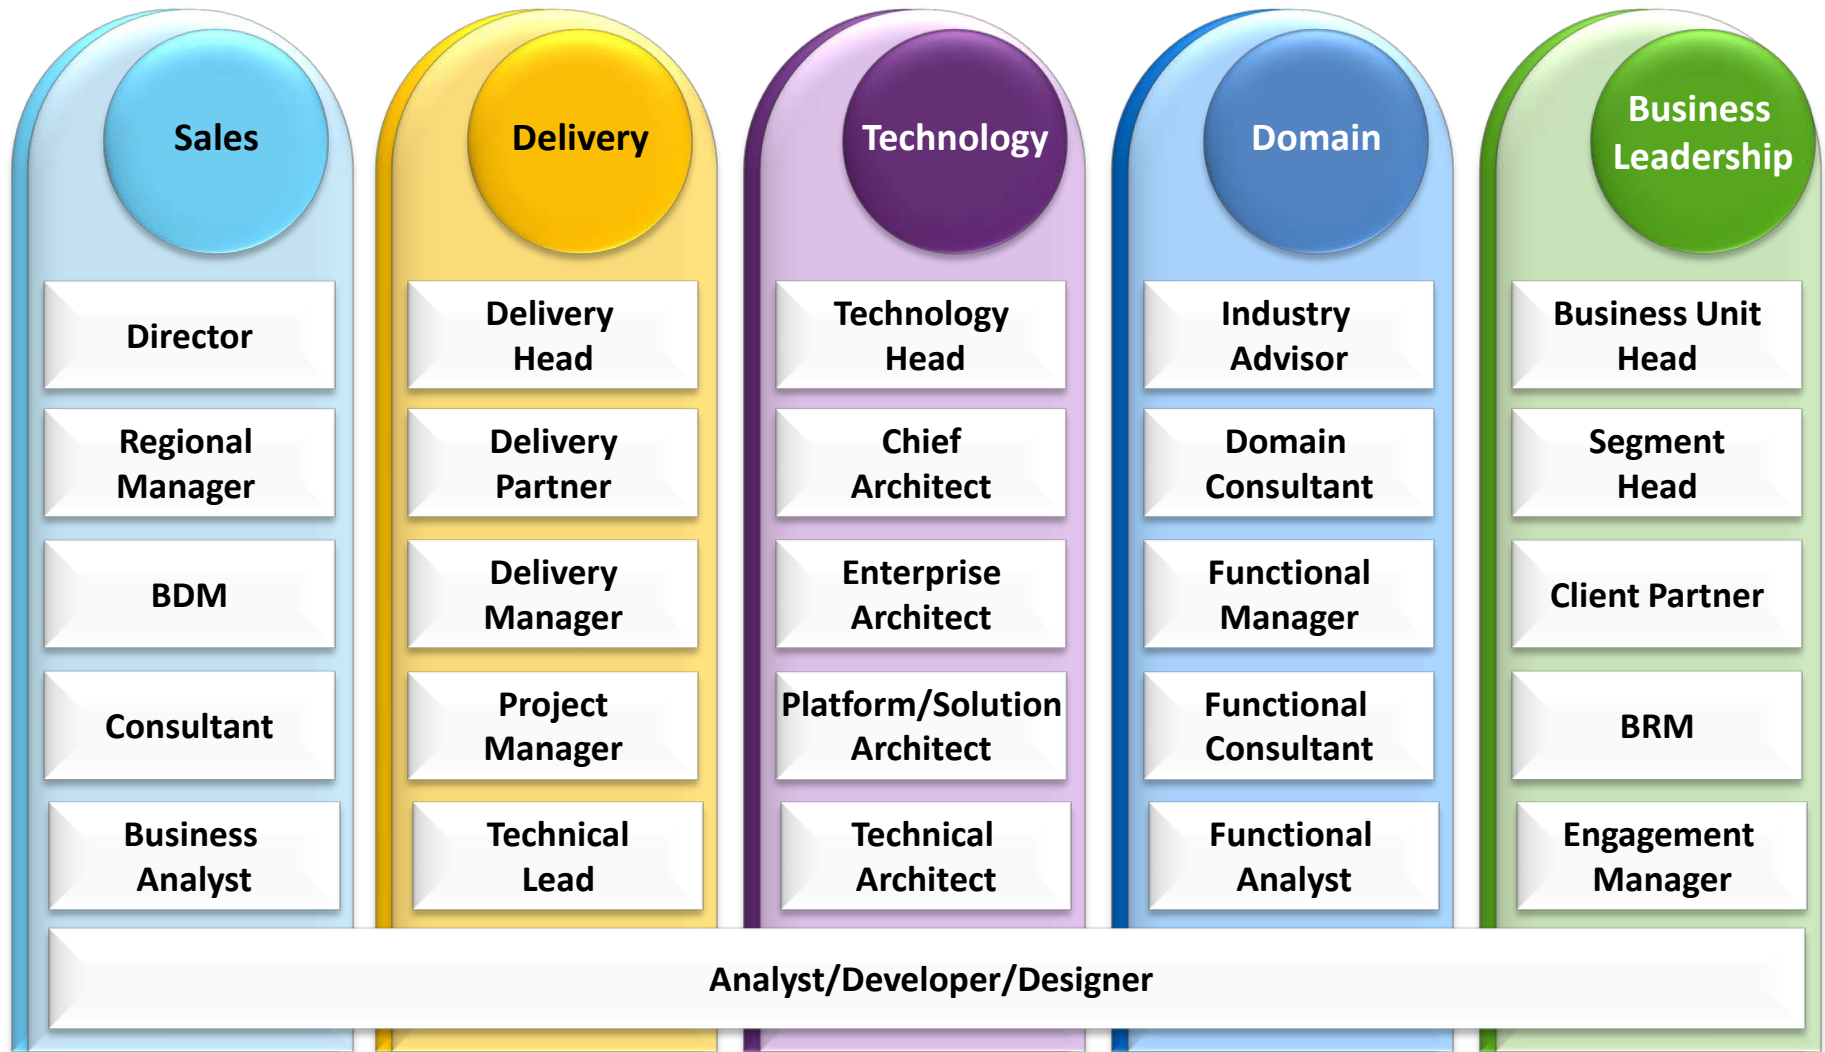 Sales
Director
Regional
Manager
BDM
Consultant
Business
Analyst
Delivery
Delivery
Head
Delivery
Partner
Delivery
Manager
Project
Manager
Technical
Lead
Technology
Technology
Head
Chief
Architect
Enterprise
Architect
Platform/Solution
Architect
Technical
Architect
Domain
Industry
Advisor
Domain
Consultant
Functional
Manager
Functional
Consultant
Functional
Analyst
Business
Leadership
Business Unit
Head
Segment
Head
Client Partner
BRM
Engagement
Manager
Analyst/Developer/Designer